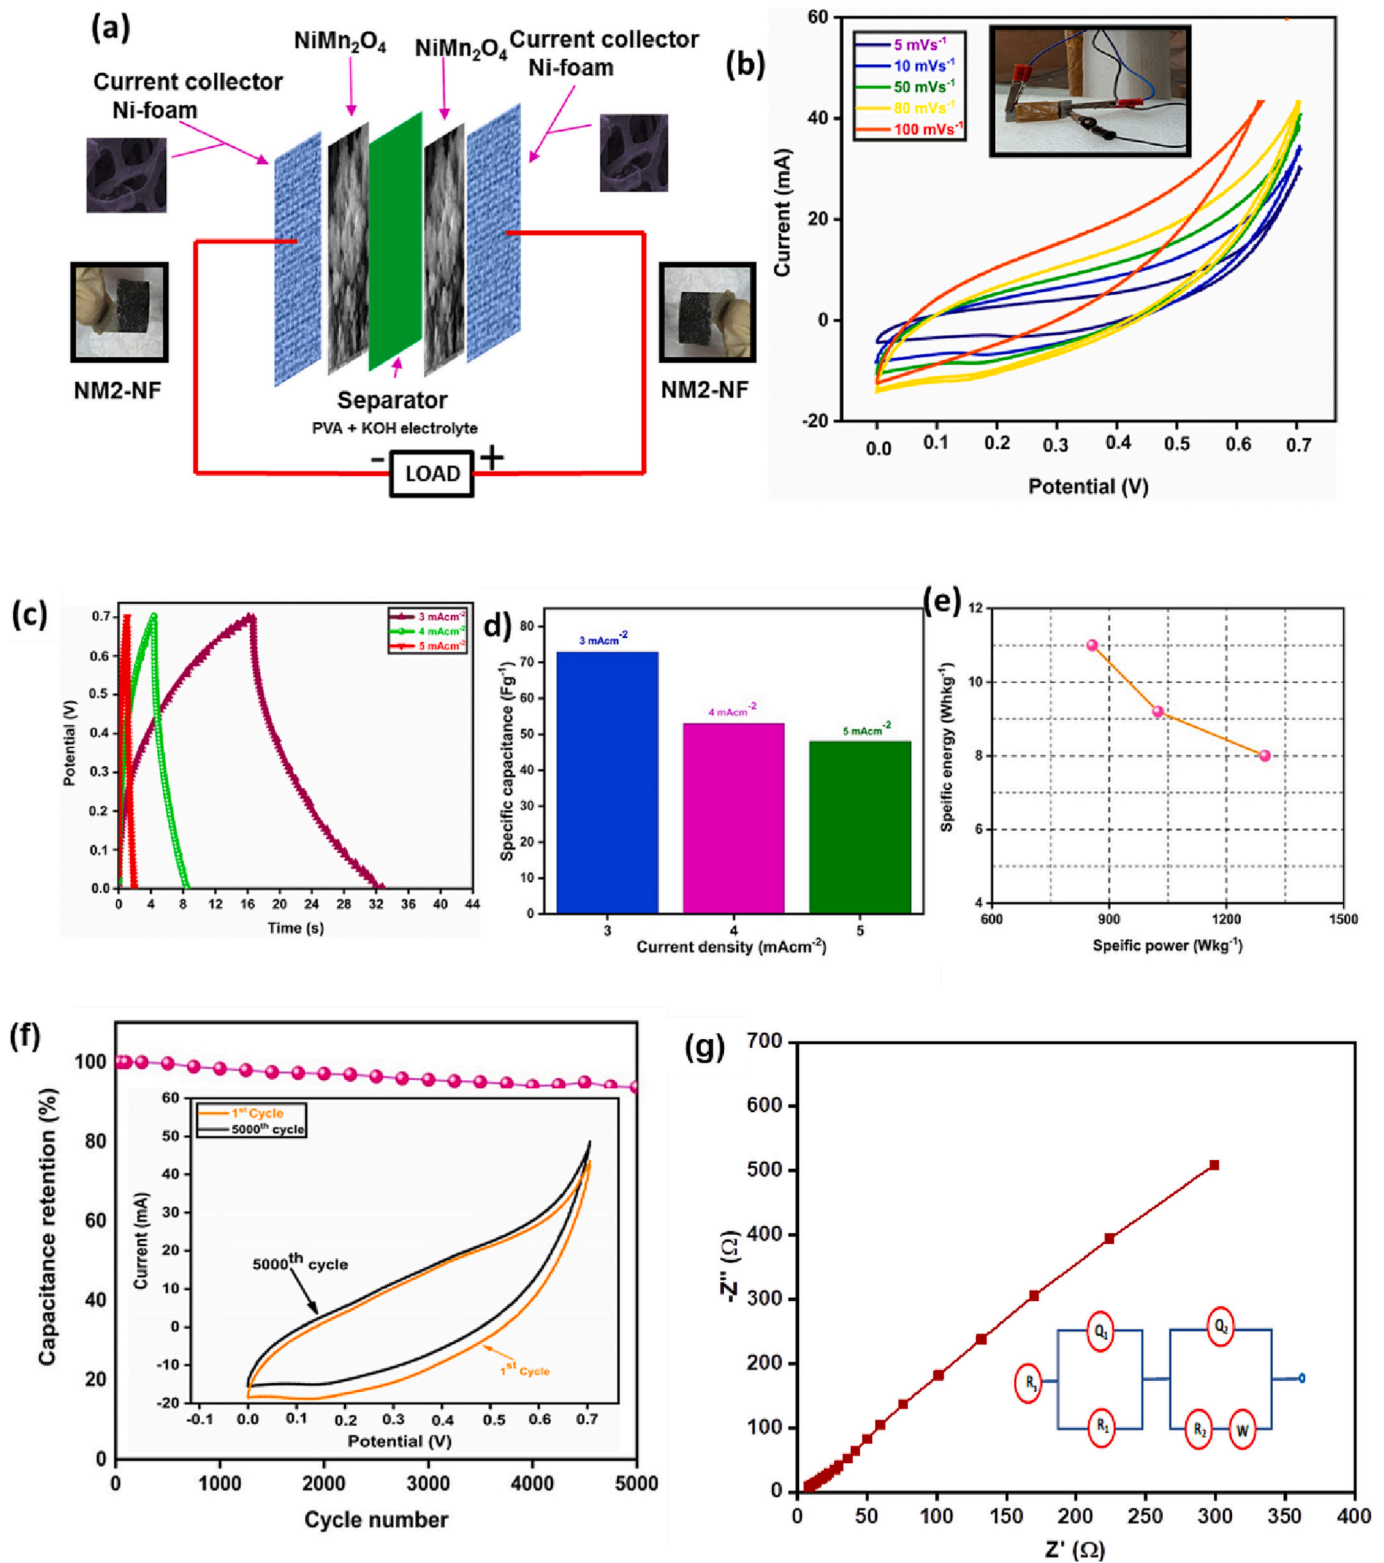 (a)
NiMn2O4
NiMn2O4
Current collector
Ni-foam
Current collector
Ni-foam
NM2-NF
NM2-NF
Separator
PVA + KOH electrolyte
-
LOAD
+
(b)
5 mVs-1
10 mVs-1
50 mVs-1
80 mVs-1
100 mVs-1
Current (mA)
60
40
20
0
-20
0.0 0.1 0.2 0.3 0.4 0.5 0.6 0.7
Potential (V)
(c)
3 mAcm-2
4 mAcm-2
5 mAcm-2
Potential (V)
0.7
0.6
0.5
0.4
0.3
0.2
0.1
0.0
0 4 8 12 16 20 24 28 32 36 40 44
Time (s)
d)
Specific capacitance (Fg-1)
80
70
60
50
40
30
20
10
0
3 mAcm-2
4 mAcm-2
5 mAcm-2
3 4 5
Current density (mAcm-2)
(e)
Speific energy (Whkg-1)
12
10
8
6
4
600 900 1200 1500
Speific power (Wkg-1)
(f)
Capacitance retention (%)
100
80
60
40
20
0
0 1000 2000 3000 4000 5000
Cycle number
1st Cycle
5000th cycle
Current (mA)
60
50
40
30
20
10
0
-10
-20
5000th cycle
1st Cycle
-0.1 0.0 0.1 0.2 0.3 0.4 0.5 0.6 0.7
Potential (V)
(g)
-Z'' (Ω)
700
600
500
400
300
200
100
0
Rs
Q1
R1
Q2
R2
W
0 50 100 150 200 250 300 350 400
Z' (Ω)